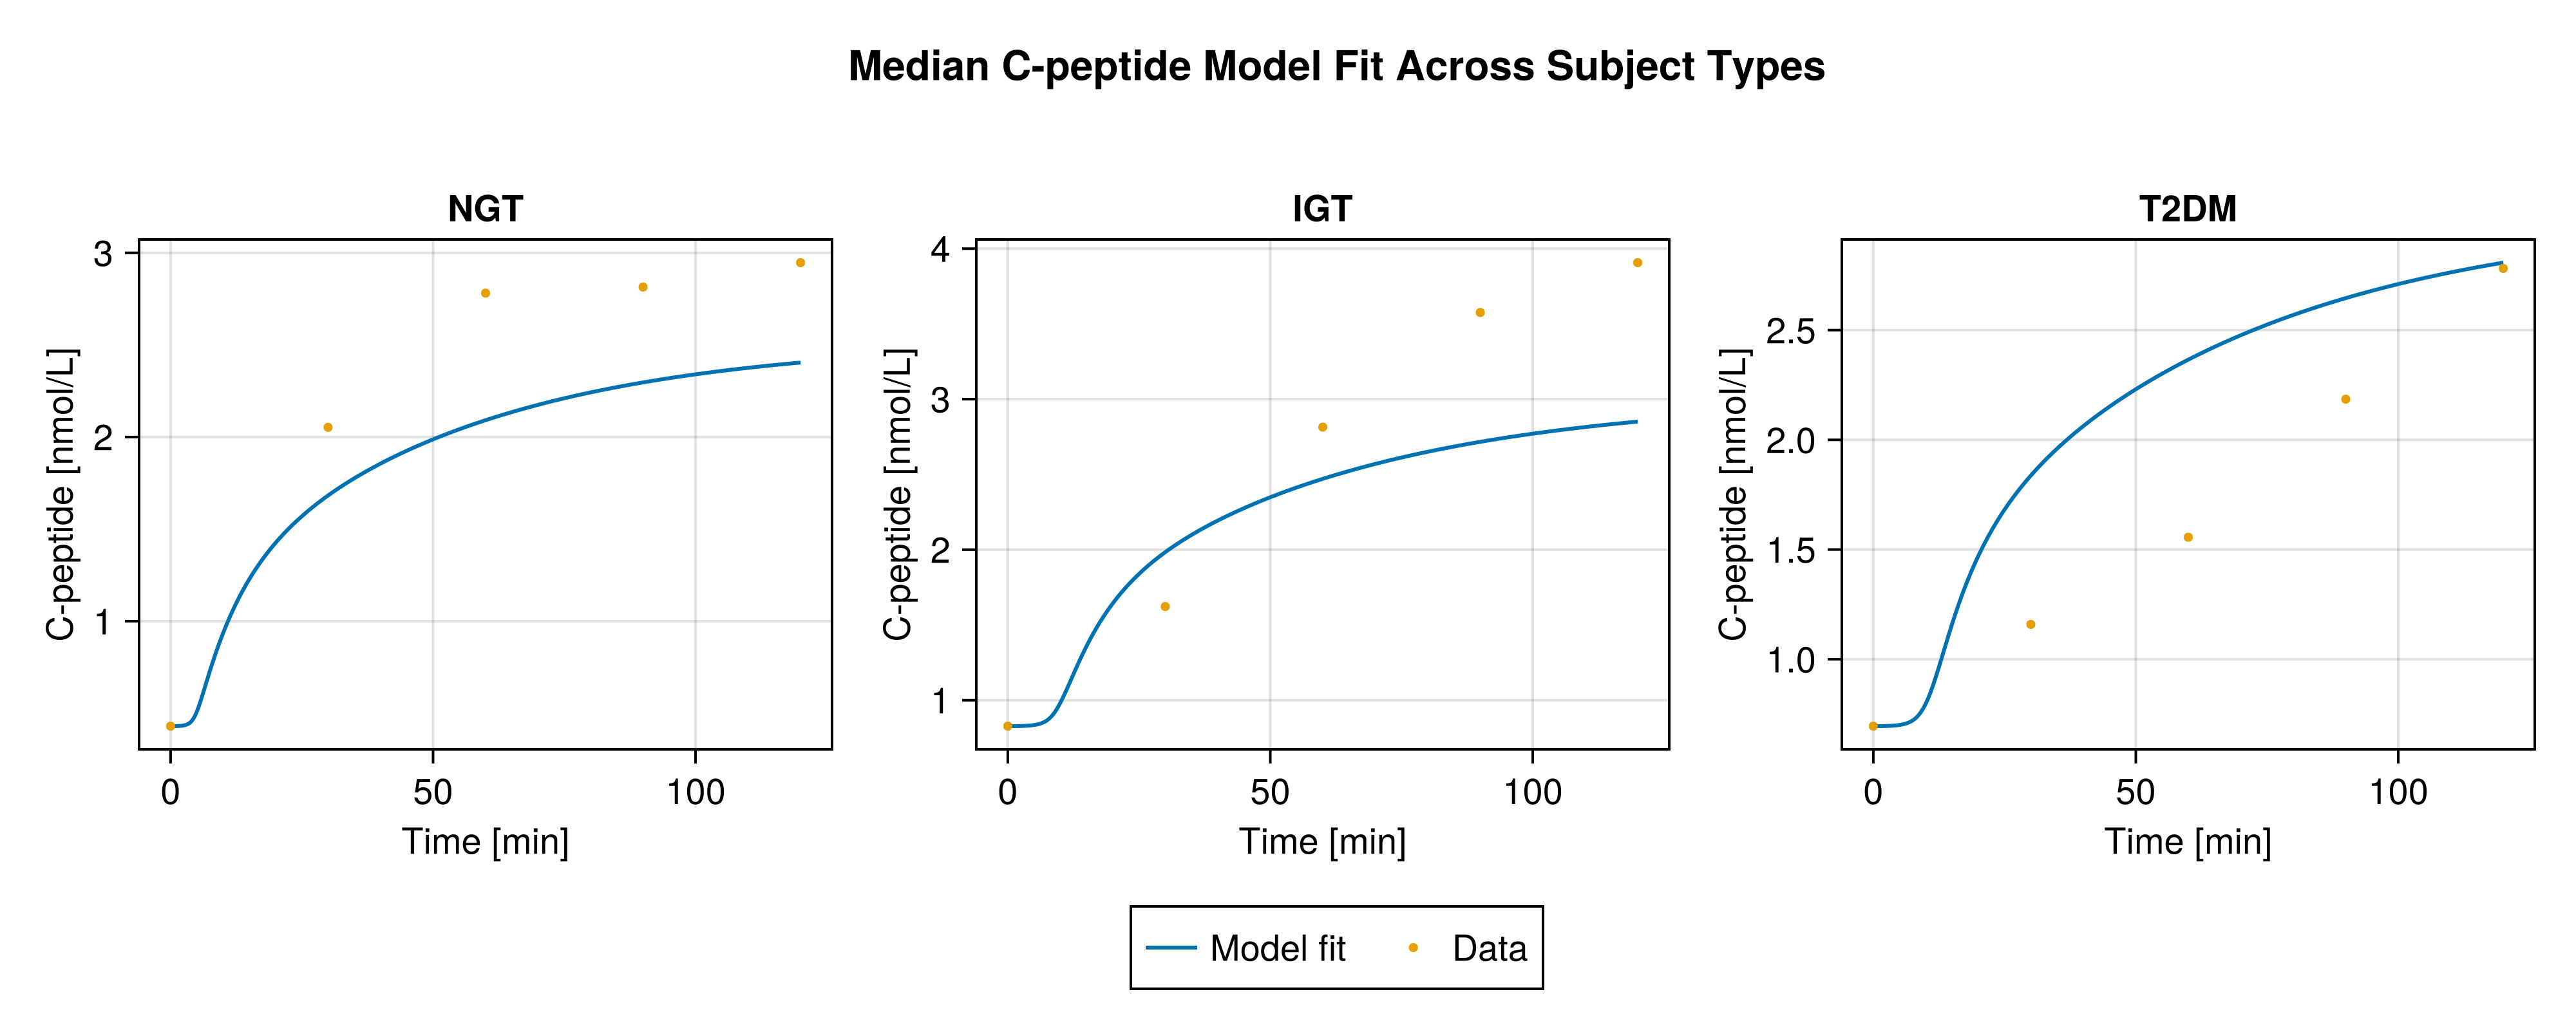 Median C-peptide Model Fit Across Subject Types
NGT
IGT
T2DM
C-peptide [nmol/L]
3
2
1
0
50
100
Time [min]
C-peptide [nmol/L]
4
3
2
1
0
50
100
Time [min]
C-peptide [nmol/L]
2.5
2.0
1.5
1.0
0
50
100
Time [min]
Model fit
Data